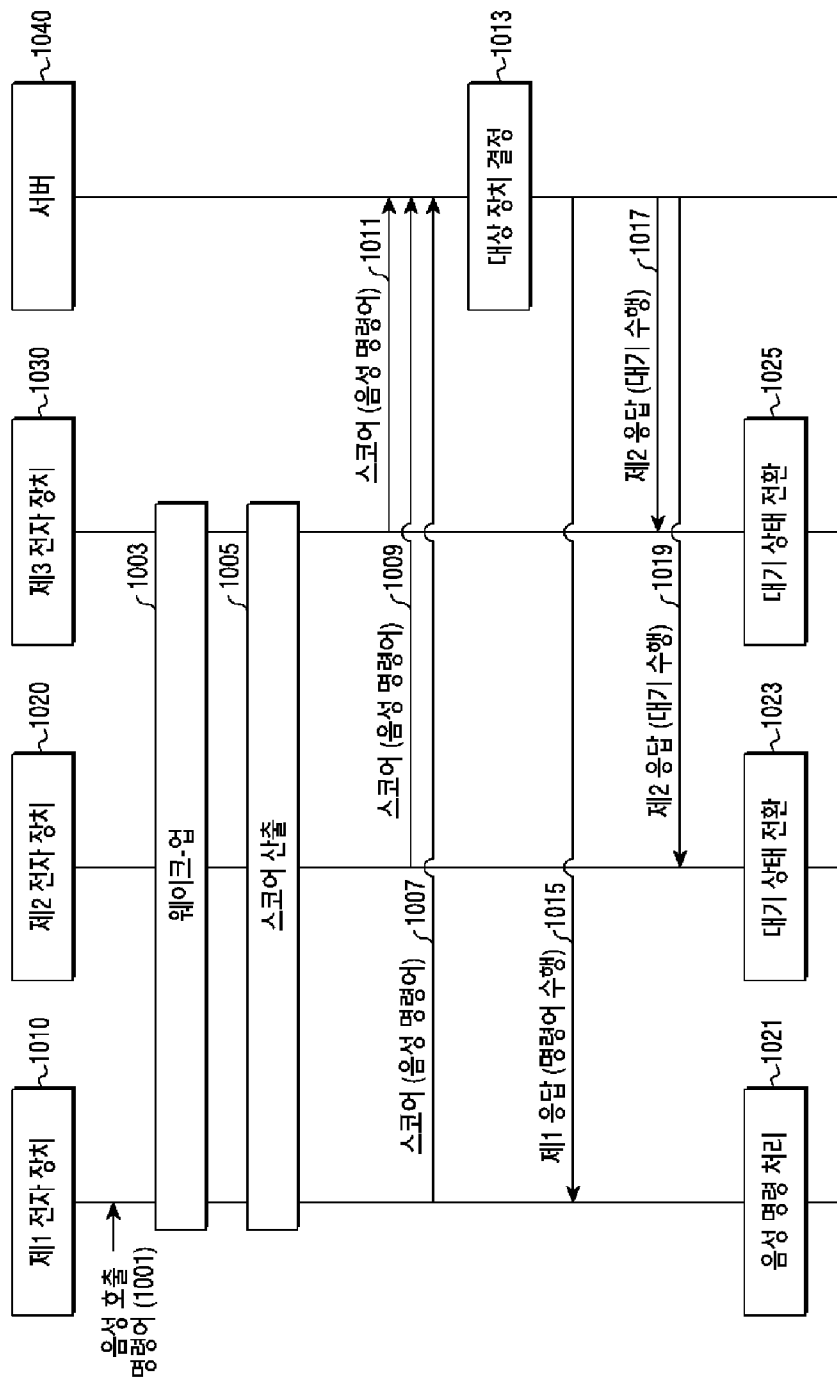 제1 전자 장치
1010
제2 전자 장치
1020
제3 전자 장치
1030
서버
1040
음성 호출
명령어 (1001)
웨이크-업
1003
스코어 산출
1005
스코어 (음성 명령어)
1011
스코어 (음성 명령어)
1009
스코어 (음성 명령어)
1007
대상 장치 결정
1013
제1 응답 (명령어 수행)
1015
제2 응답 (대기 수행)
1017
제2 응답 (대기 수행)
1019
음성 명령 처리
1021
대기 상태 전환
1023
대기 상태 전환
1025